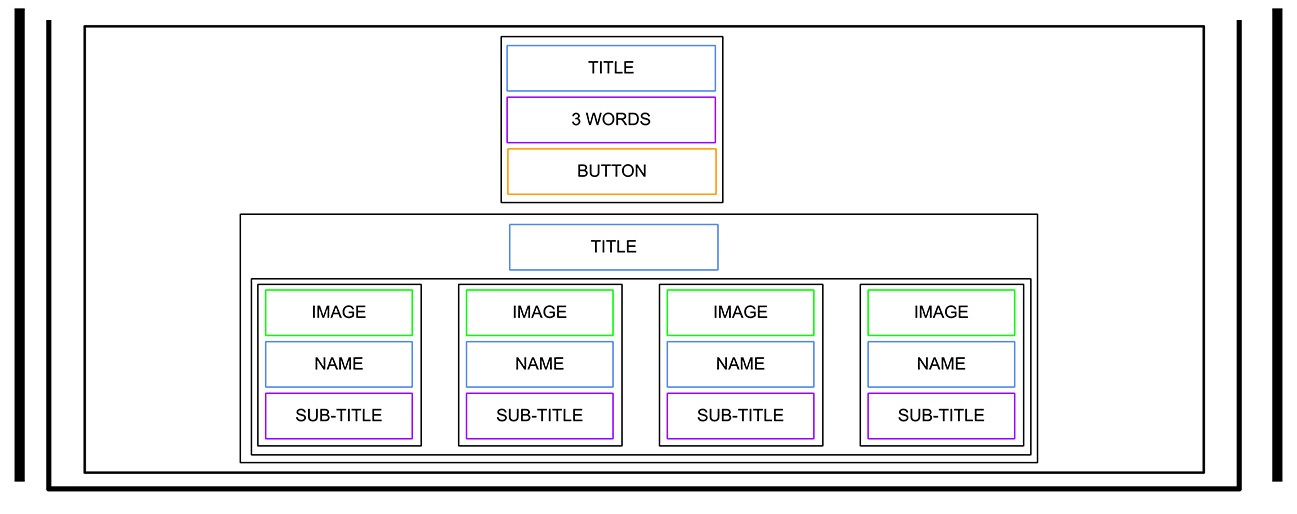 TITLE
3 WORDS
BUTTON
TITLE
IMAGE IMAGE IMAGE IMAGE
NAME NAME NAME NAME
SUB-TITLE SUB-TITLE SUB-TITLE SUB-TITLE